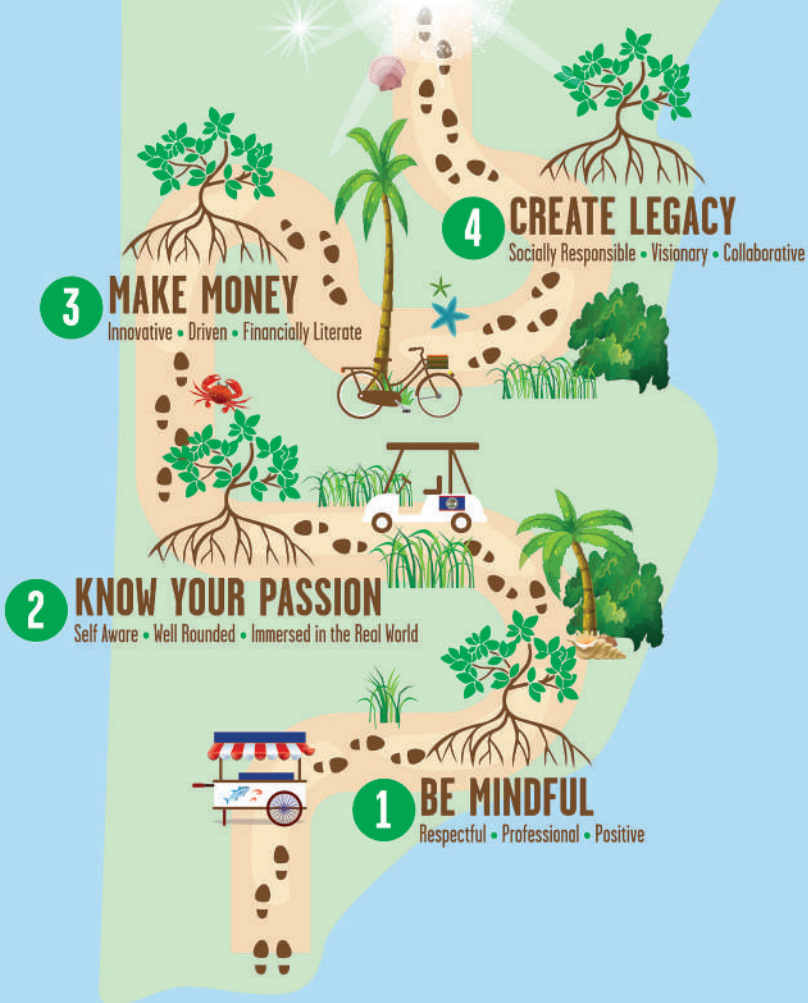 4 CREATE LEGACY
Socially Responsible • Visionary • Collaborative
3 MAKE MONEY
Innovative • Driven • Financially Literate
2 KNOW YOUR PASSION
Self Aware • Well Rounded • Immersed in the Real World
1 BE MINDFUL
Respectful • Professional • Positive